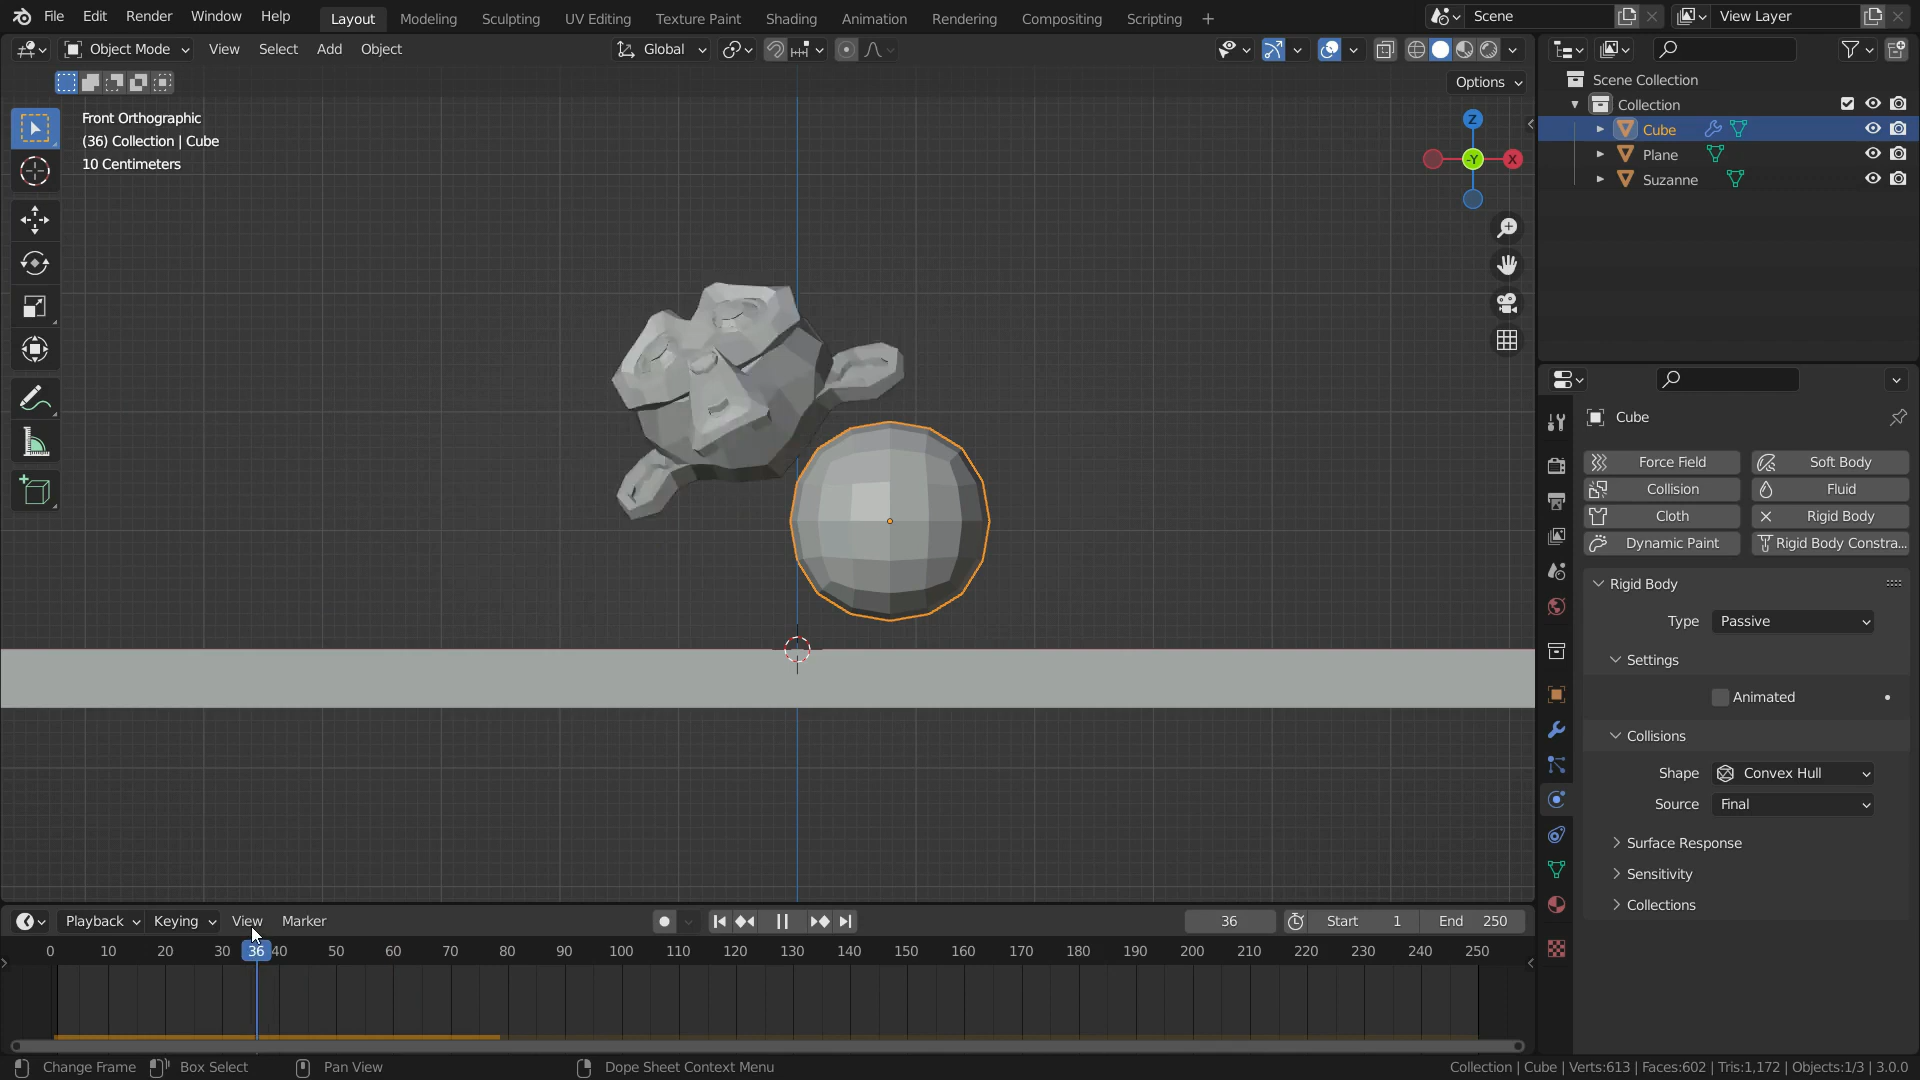 File Edit Render Window Help Layout Modeling Sculpting UV Editing Texture Paint Shading Animation Rendering Compositing Scripting + Scene View Layer
Object Mode View Select Add Object Global
Options
Front Orthographic
(36) Collection | Cube
10 Centimeters
Z
-Y
X
Scene Collection
Collection
Cube
Plane
Suzanne
Cube
Force Field Soft Body
Collision Fluid
Cloth Rigid Body
Dynamic Paint Rigid Body Constra...
Rigid Body
Type Passive
Settings
Animated
Collisions
Shape Convex Hull
Source Final
Surface Response
Sensitivity
Collections
Playback Keying View Marker 36 Start 1 End 250
0 10 20 30 36 40 50 60 70 80 90 100 110 120 130 140 150 160 170 180 190 200 210 220 230 240 250
Change Frame Box Select Pan View Dope Sheet Context Menu Collection | Cube | Verts:613 | Faces:602 | Tris:1,172 | Objects:1/3 | 3.0.0